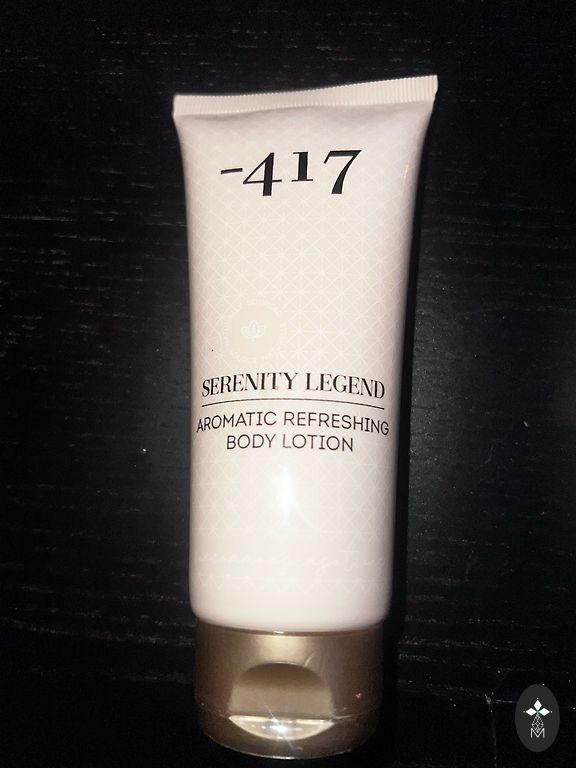 -417
SERENITY LEGEND
AROMATIC REFRESHING
BODY LOTION